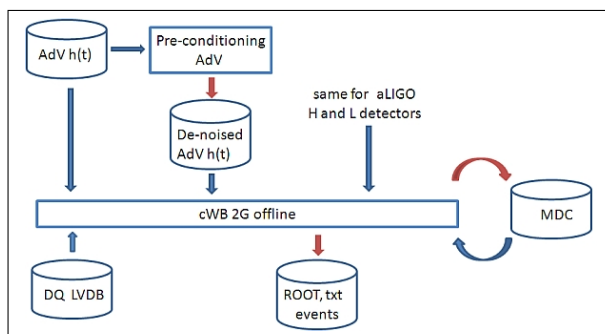 AdV h(t)
Pre-conditioning
AdV
same for aLIGO
H and L detectors
De-noised
AdV h(t)
cWB 2G offline
MDC
DQ LVDB
ROOT, txt
events